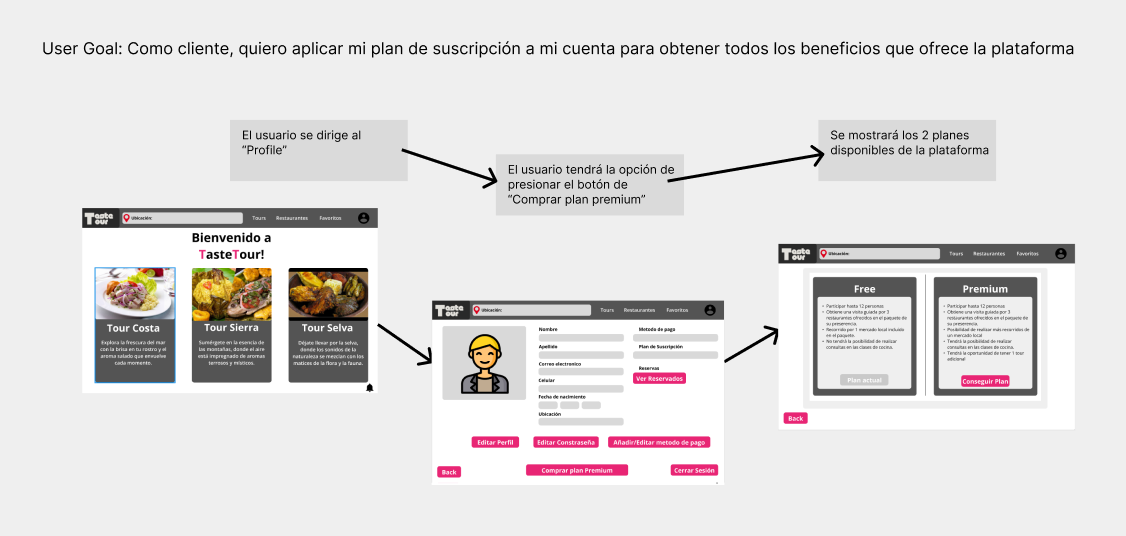 User Goal: Como cliente, quiero aplicar mi plan de suscripción a mi cuenta para obtener todos los beneficios que ofrece la plataforma
El usuario se dirige al
“Profile”
El usuario tendrá la opción de
presionar el botón de
“Comprar plan premium”
Se mostrará los 2 planes
disponibles de la plataforma
Taste
Tour
Ubicación:
Tours
Restaurantes
Favoritos
Bienvenido a
TasteTour!
Tour Costa
Explora la frescura del mar
con la brisa en tu rostro y el
aroma salado que envuelve
cada momento.
Tour Sierra
Sumérgete en la esencia de
las montañas, donde el aire
está impregnado de aromas
terrosos y místicos.
Tour Selva
Déjate llevar por la selva,
donde los sonidos de la
naturaleza se mezclan con los
matices de la flora y la fauna.
Taste
Tour
Ubicación:
Tours
Restaurantes
Favoritos
Nombre
Apellido
Correo electronico
Celular
Fecha de nacimiento
Ubicación
Metodo de pago
Plan de Suscripción
Reservas
Ver Reservados
Editar Perfil
Editar Constraseña
Añadir/Editar metodo de pago
Back
Comprar plan Premium
Cerrar Sesión
Taste
Tour
Ubicación:
Tours
Restaurantes
Favoritos
Free
• Participar hasta 12 personas
• Obtiene una visita guiada por 3
restaurantes ofrecidos en el paquete de
su preserencia.
• Recorrido por 1 mercado local incluido
en el paquete.
• No tendrá la posibilidad de realizar
consultas en las clases de cocina.
Plan actual
Premium
• Participar hasta 12 personas
• Obtiene una visita guiada por 3
restaurantes ofrecidos en el paquete de
su preserencia.
• Posibilidad de realizar más recorridos de
un mercado local
• Tendrá la posibilidad de realizar
consultas en las clases de cocina.
• Tendrá la oportunidad de tener 1 tour
adicional
Conseguir Plan
Back